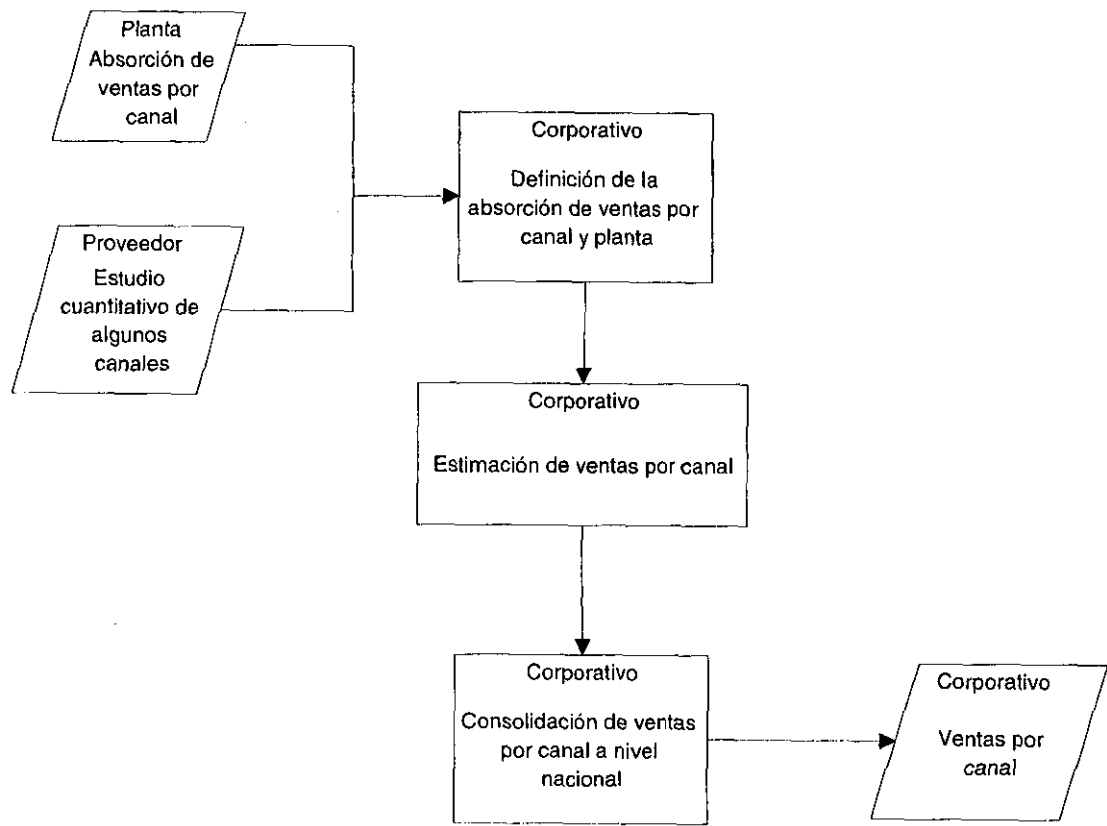 Planta
Absorción de
ventas por
canal
Corporativo
Definición de la
absorción de ventas por
canal y planta
Proveedor
Estudio
cuantitativo de
algunos
canales
Corporativo
Estimación de ventas por canal
Corporativo
Consolidación de ventas
por canal a nivel
nacional
Corporativo
Ventas por
canal